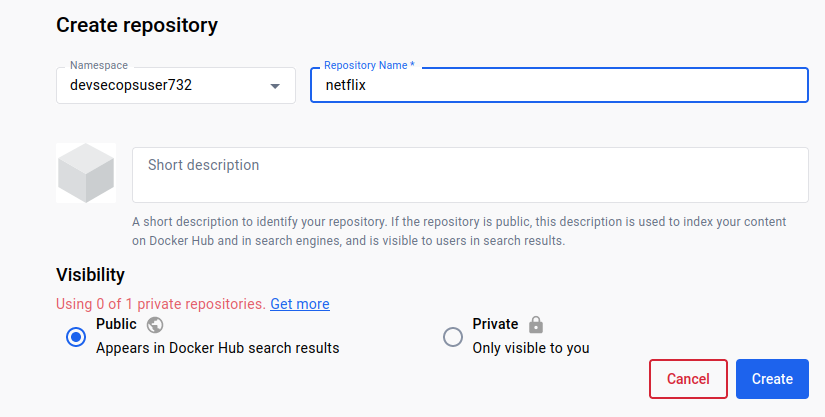 Create repository
Namespace
devsecopsuser732
Repository Name *
netflix
Short description
A short description to identify your repository. If the repository is public, this description is used to index your content
on Docker Hub and in search engines, and is visible to users in search results.
Visibility
Using 0 of 1 private repositories. Get more
Public
Appears in Docker Hub search results
Private
Only visible to you
Cancel
Create